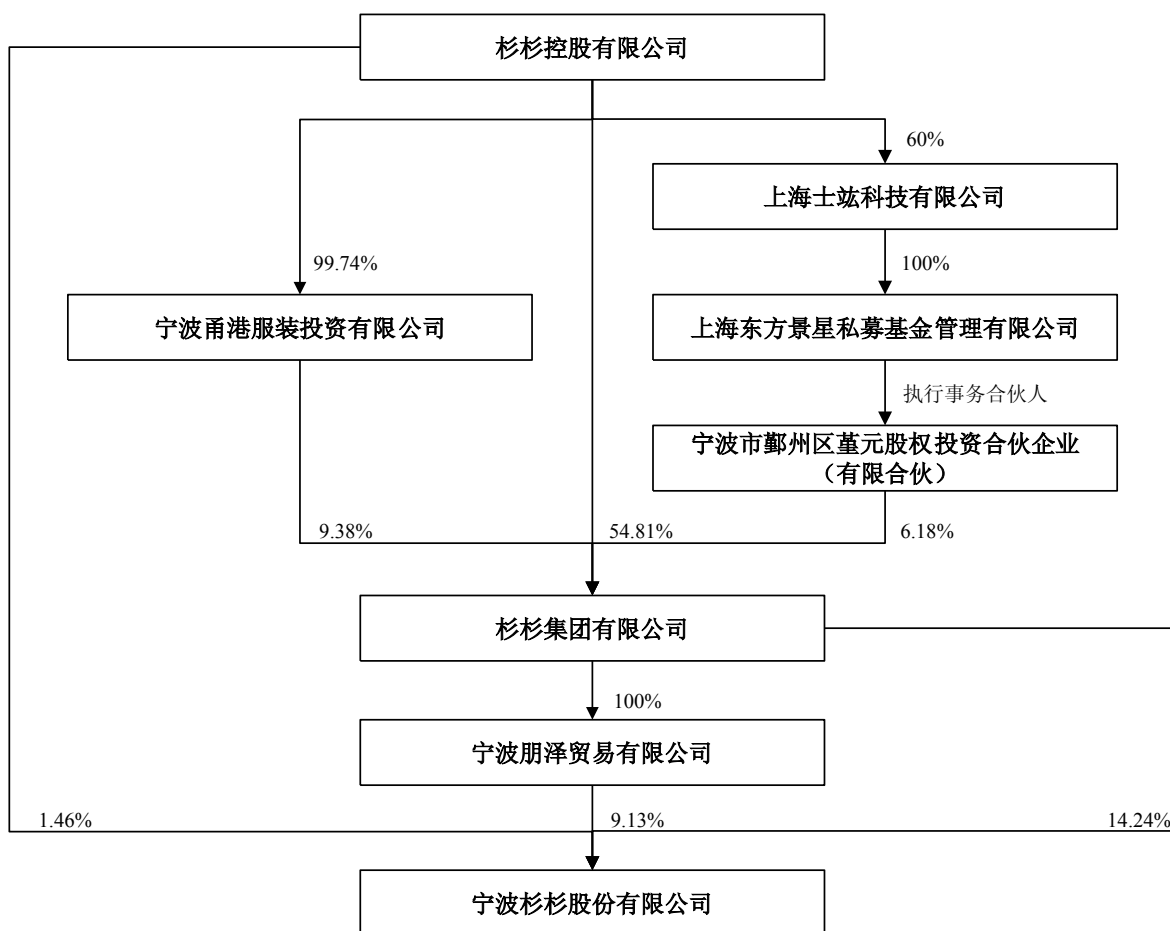 杉杉控股有限公司
60%
上海士竑科技有限公司
100%
99.74%
宁波甬港服装投资有限公司
上海东方景星私募基金管理有限公司
执行事务合伙人
宁波市鄞州区堇元股权投资合伙企业
（有限合伙）
9.38%
54.81%
6.18%
杉杉集团有限公司
100%
宁波朋泽贸易有限公司
1.46%
9.13%
14.24%
宁波杉杉股份有限公司